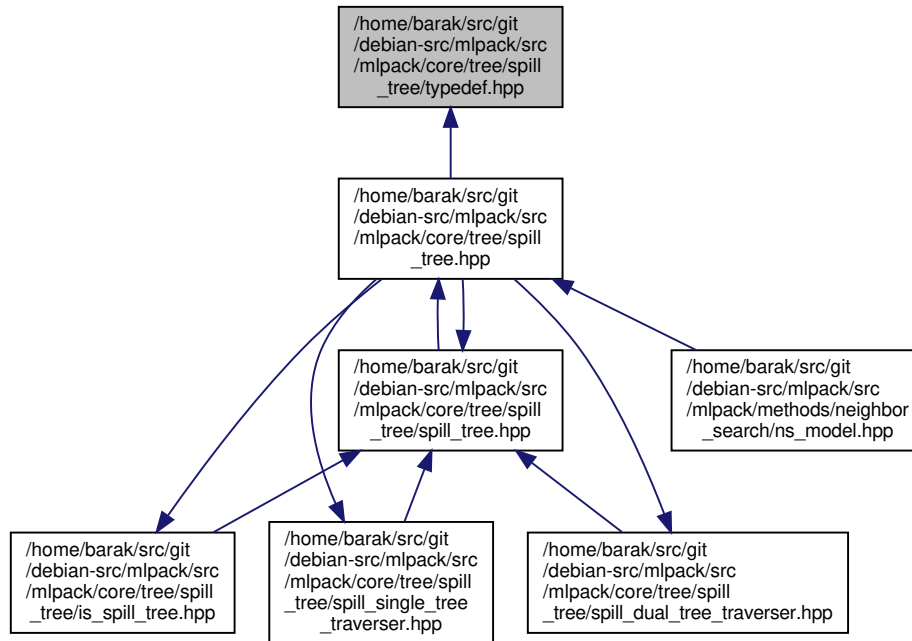 /home/barak/src/git
/debian-src/mlpack/src
/mlpack/core/tree/spill
_tree/typedef.hpp
/home/barak/src/git
/debian-src/mlpack/src
/mlpack/core/tree/spill
_tree.hpp
/home/barak/src/git
/debian-src/mlpack/src
/mlpack/core/tree/spill
_tree/spill_tree.hpp
/home/barak/src/git
/debian-src/mlpack/src
/mlpack/methods/neighbor
_search/ns_model.hpp
/home/barak/src/git
/debian-src/mlpack/src
/mlpack/core/tree/spill
_tree/is_spill_tree.hpp
/home/barak/src/git
/debian-src/mlpack/src
/mlpack/core/tree/spill
_tree/spill_single_tree
_traverser.hpp
/home/barak/src/git
/debian-src/mlpack/src
/mlpack/core/tree/spill
_tree/spill_dual_tree_traverser.hpp